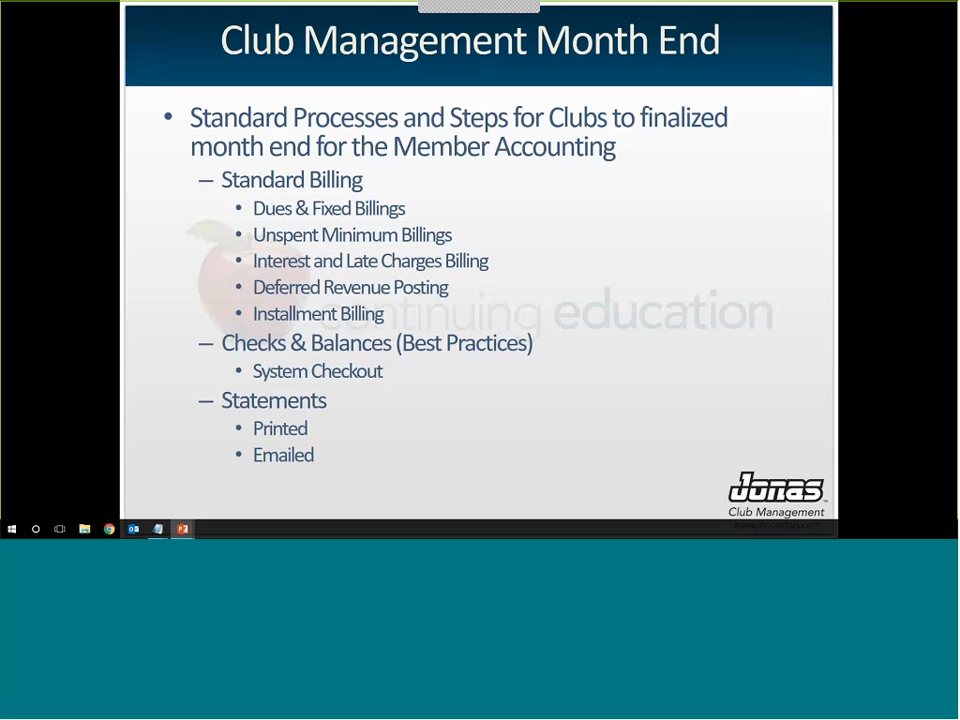 Club Management Month End
• Standard Processes and Steps for Clubs to finalized
month end for the Member Accounting
– Standard Billing
• Dues & Fixed Billings
• Unspent Minimum Billings
• Interest and Late Charges Billing
• Deferred Revenue Posting
• Installment Billing
continuing education
– Checks & Balances (Best Practices)
• System Checkout
– Statements
• Printed
• Emailed
Jonas
Club Management